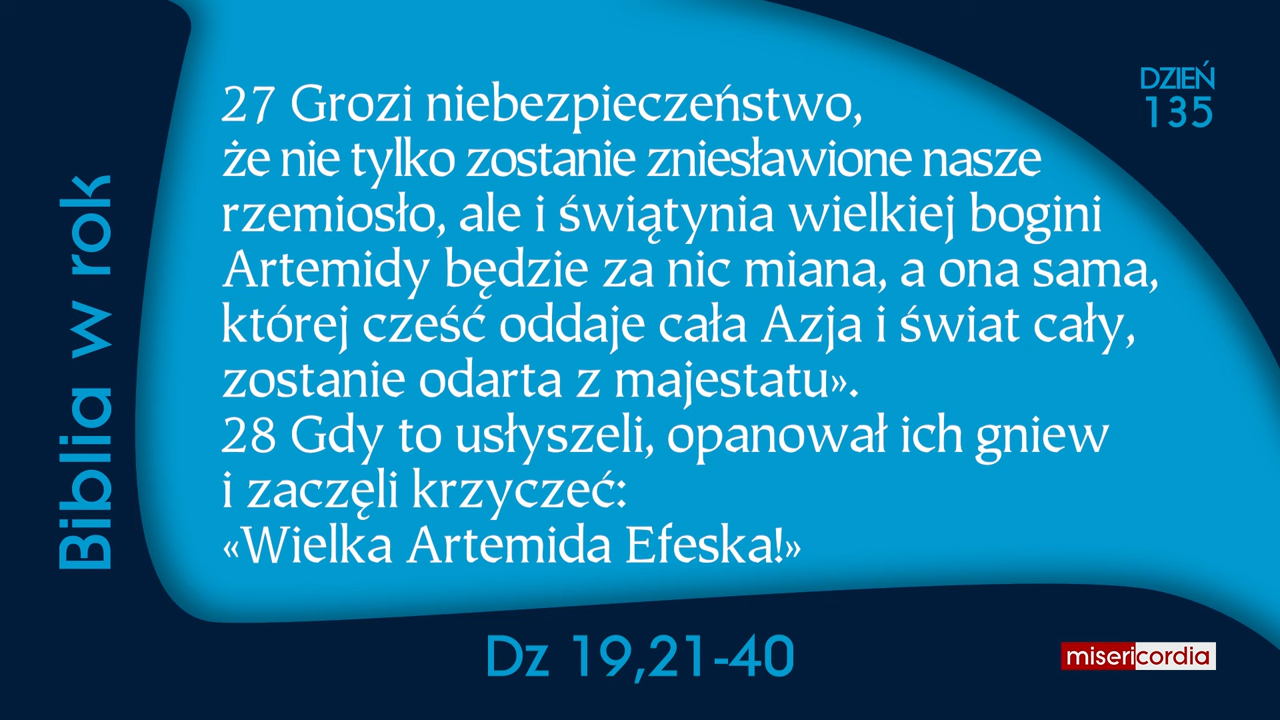 DZIEŃ
135
27 Grozi niebezpieczeństwo,
że nie tylko zostanie zniesławione nasze
rzemiosło, ale i świątynia wielkiej bogini
Artemidy będzie za nic miana, a ona sama,
której cześć oddaje cała Azja i świat cały,
zostanie odarta z majestatu».
28 Gdy to usłyszeli, opanował ich gniew
i zaczęli krzyczeć:
«Wielka Artemida Efeska!»
Biblia w rok
Dz 19,21-40
misericordia